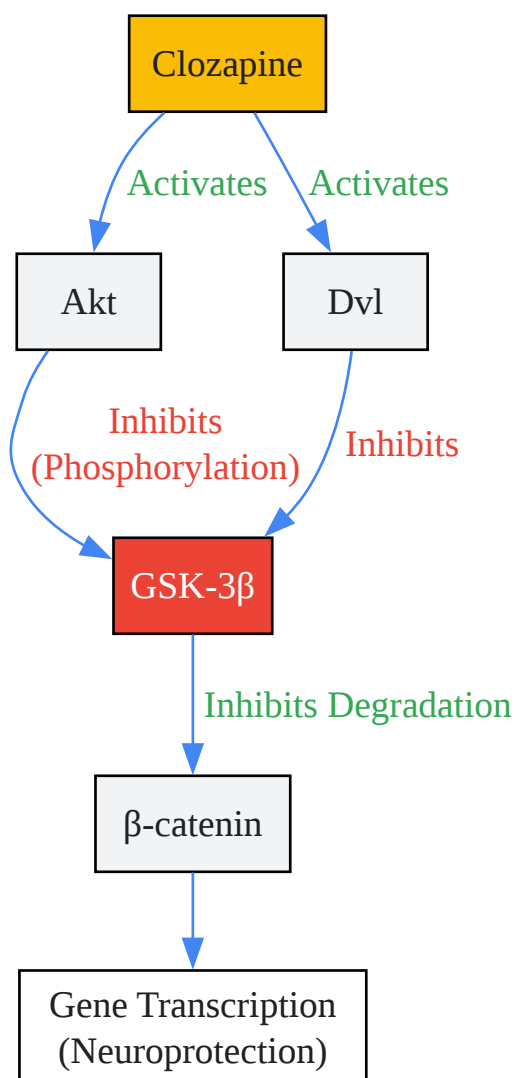 Clozapine
Activates
Activates
Akt
Dvl
Inhibits
(Phosphorylation)
Inhibits
GSK-3β
Inhibits Degradation
β-catenin
Gene Transcription
(Neuroprotection)